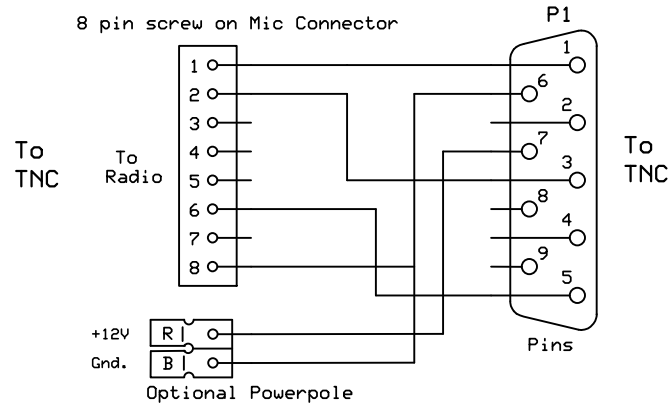 8 pin screw on Mic Connector
P1
1
2
3
4
5
6
7
8
1
6
2
7
3
8
4
9
5
To
TNC
To
Radio
To
TNC
+12V
R
Gnd.
B
Pins
Optional Powerpole